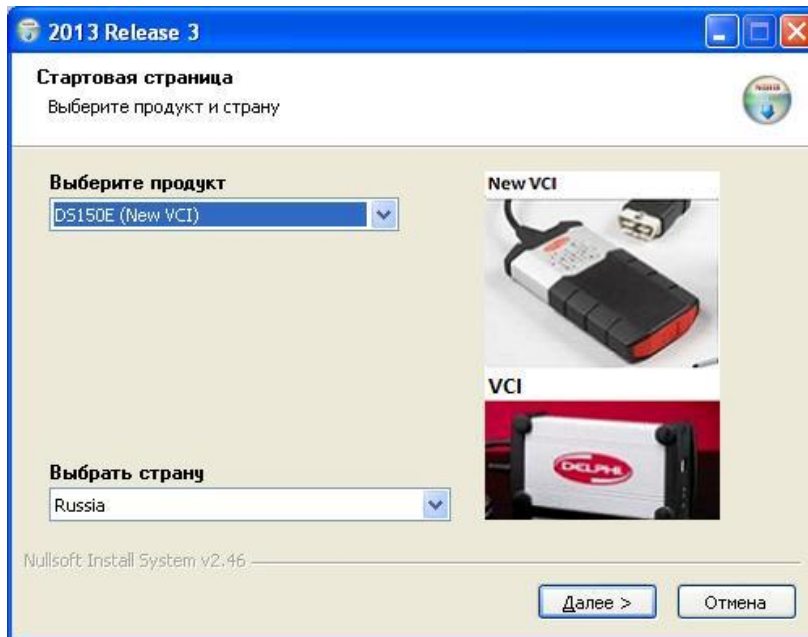 2013 Release 3
Стартовая страница
Выберите продукт и страну
Выберите продукт
DS150E (New VCI)
New VCI
VCI
DELPHI
Выбрать страну
Russia
Nullsoft Install System v2.46
Далее >
Отмена